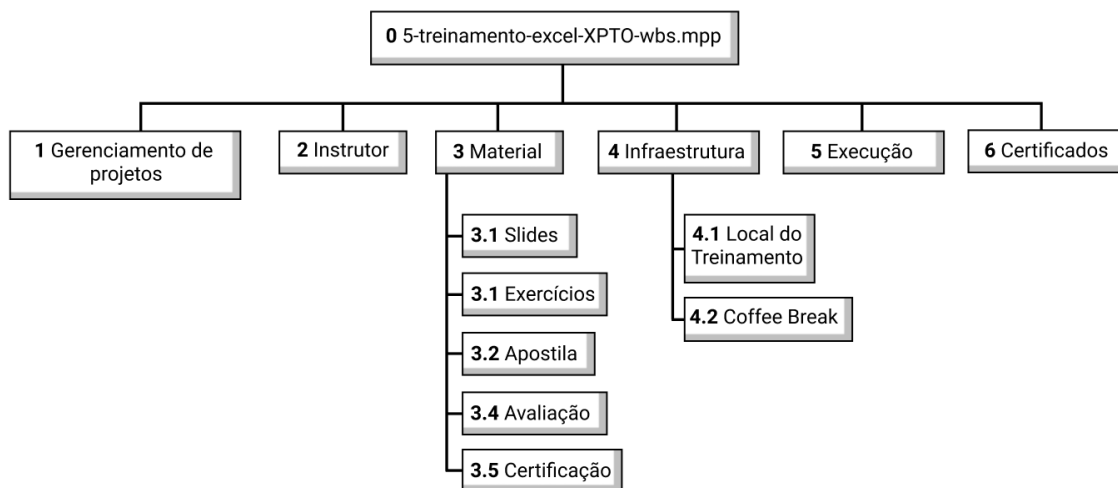 0 5-treinamento-excel-XPTO-wbs.mpp
1 Gerenciamento de
projetos
2 Instrutor
3 Material
4 Infraestrutura
5 Execução
6 Certificados
3.1 Slides
3.1 Exercícios
3.2 Apostila
3.4 Avaliação
3.5 Certificação
4.1 Local do
Treinamento
4.2 Coffee Break